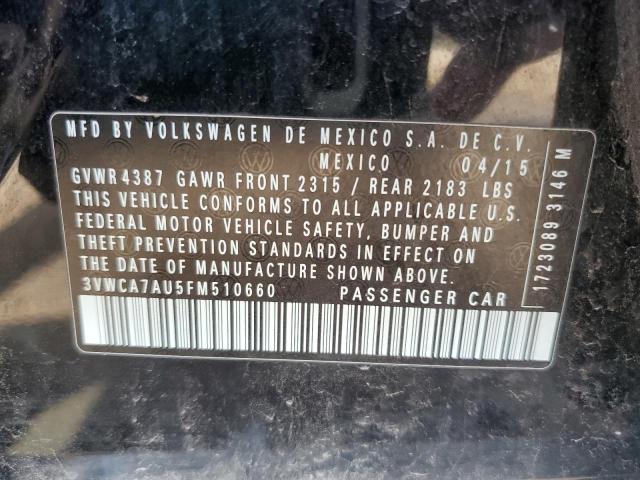 MFD BY VOLKSWAGEN DE MEXICO S.A. DE C.V.
MEXICO 04/15
GVWR 4387 GAWR FRONT 2315 / REAR 2183 LBS
THIS VEHICLE CONFORMS TO ALL APPLICABLE U.S.
FEDERAL MOTOR VEHICLE SAFETY, BUMPER AND
THEFT PREVENTION STANDARDS IN EFFECT ON
THE DATE OF MANUFACTURE SHOWN ABOVE.
3VWCA7AU5FM510660 PASSENGER CAR
1723089 3146 M